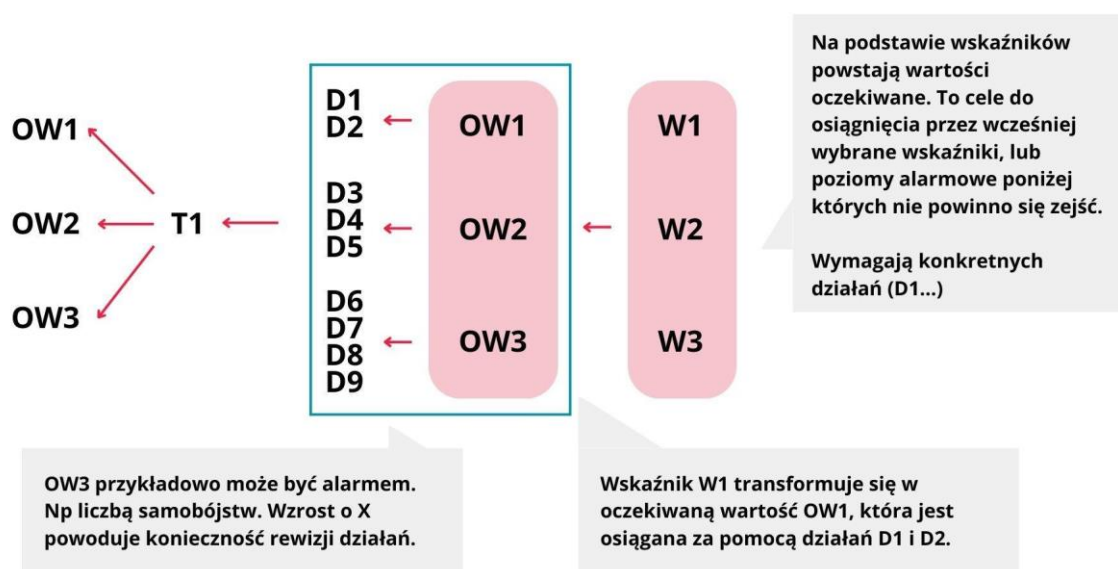 Na podstawie wskaźników
powstają wartości
oczekiwane. To cele do
osiągnięcia przez wcześniej
wybrane wskaźniki, lub
poziomy alarmowe poniżej
których nie powinno się zejść.
Wymagają konkretnych
działań (D1...)
OW1
OW2
OW3
T1
D1
D2
D3
D4
D5
D6
D7
D8
D9
OW1
OW2
OW3
W1
W2
W3
OW3 przykładowo może być alarmem.
Np liczbą samobójstw. Wzrost o X
powoduje konieczność rewizji działań.
Wskaźnik W1 transformuje się w
oczekiwaną wartość OW1, która jest
osiągana za pomocą działań D1 i D2.